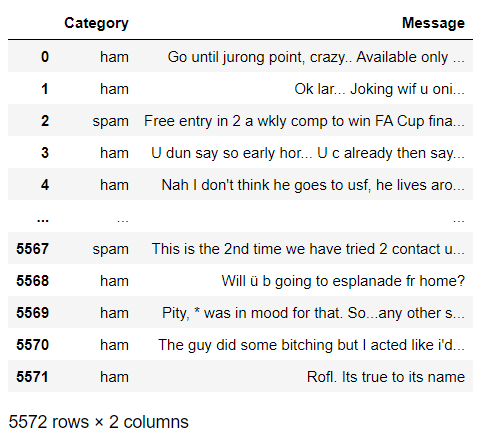 Category Message
0 ham Go until jurong point, crazy.. Available only ...
1 ham Ok lar... Joking wif u oni...
2 spam Free entry in 2 a wkly comp to win FA Cup fina...
3 ham U dun say so early hor... U c already then say...
4 ham Nah I don't think he goes to usf, he lives aro...
... ... ...
5567 spam This is the 2nd time we have tried 2 contact u...
5568 ham Will ü b going to esplanade fr home?
5569 ham Pity, * was in mood for that. So...any other s...
5570 ham The guy did some bitching but I acted like i'd...
5571 ham Rofl. Its true to its name
5572 rows × 2 columns